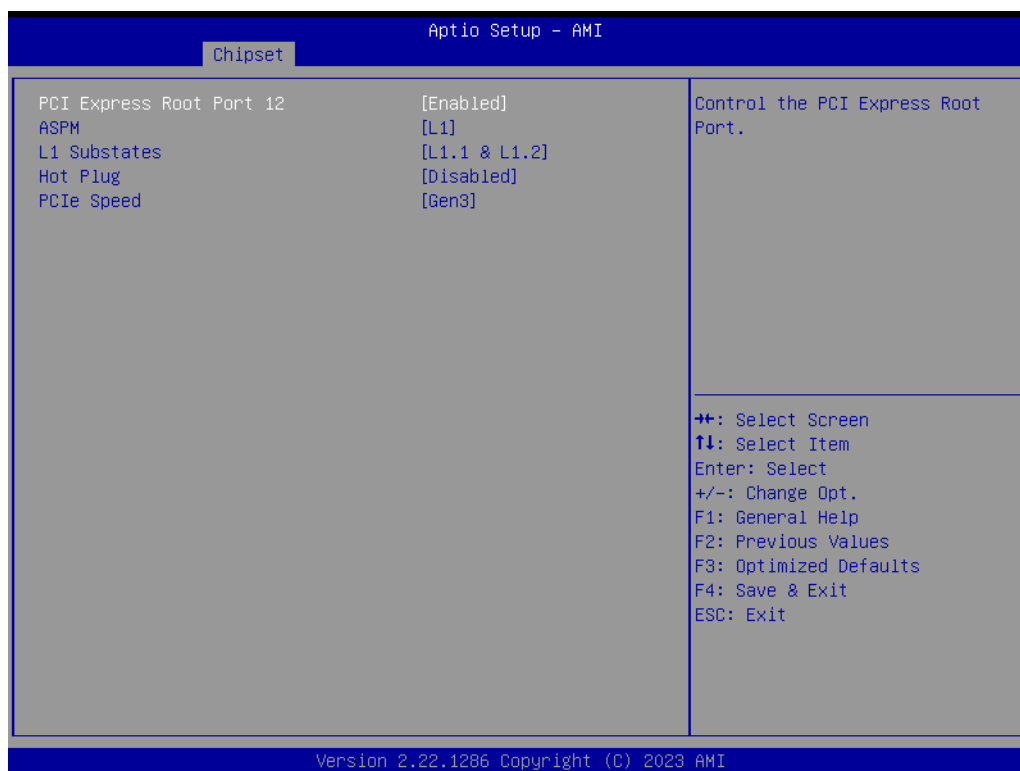 Aptio Setup – AMI
Chipset
PCI Express Root Port 12 [Enabled]
ASPM [L1]
L1 Substates [L1.1 & L1.2]
Hot Plug [Disabled]
PCIe Speed [Gen3]
Control the PCI Express Root
Port.
→←: Select Screen
↑↓: Select Item
Enter: Select
+/-: Change Opt.
F1: General Help
F2: Previous Values
F3: Optimized Defaults
F4: Save & Exit
ESC: Exit
Version 2.22.1286 Copyright (C) 2023 AMI